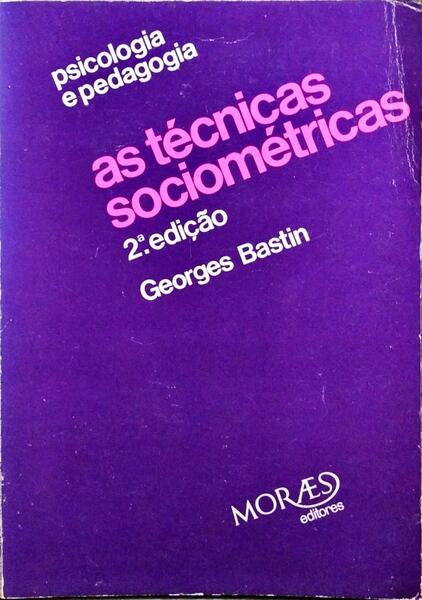 psicologia
e pedagogia
as técnicas
sociométricas
2ª. edição
Georges Bastin
MORÆS
editores